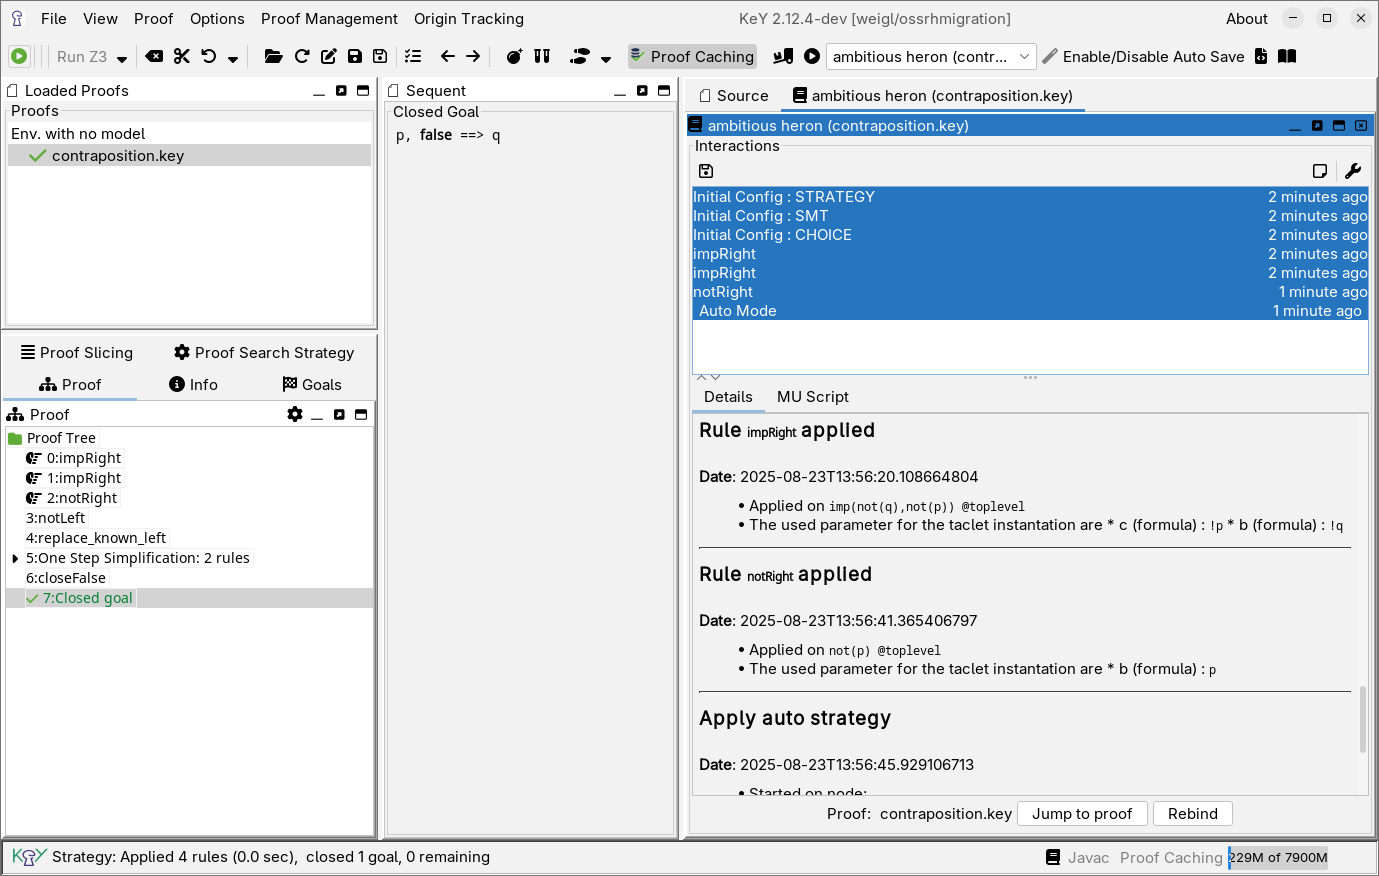 File View Proof Options Proof Management Origin Tracking KeY 2.12.4-dev [weigl/ossrhmigration] About
Run Z3 Proof Caching ambitious heron (contr... Enable/Disable Auto Save
Loaded Proofs
Proofs
Env. with no model
contraposition.key
Proof Slicing Proof Search Strategy
Proof Info Goals
Proof
Proof Tree
0:impRight
1:impRight
2:notRight
3:notLeft
4:replace_known_left
5:One Step Simplification: 2 rules
6:closeFalse
7:Closed goal
Sequent
Closed Goal
p, false ==> q
Source ambitious heron (contraposition.key)
ambitious heron (contraposition.key)
Interactions
Initial Config : STRATEGY 2 minutes ago
Initial Config : SMT 2 minutes ago
Initial Config : CHOICE 2 minutes ago
impRight 2 minutes ago
impRight 2 minutes ago
notRight 1 minute ago
Auto Mode 1 minute ago
Details MU Script
Rule impRight applied
Date: 2025-08-23T13:56:20.108664804
• Applied on imp(not(q),not(p)) @toplevel
• The used parameter for the taclet instantation are * c (formula) : !p * b (formula) : !q
Rule notRight applied
Date: 2025-08-23T13:56:41.365406797
• Applied on not(p) @toplevel
• The used parameter for the taclet instantation are * b (formula) : p
Apply auto strategy
Date: 2025-08-23T13:56:45.929106713
• Started on node:
Proof: contraposition.key Jump to proof Rebind
KeY Strategy: Applied 4 rules (0.0 sec), closed 1 goal, 0 remaining Javac Proof Caching 229M of 7900M